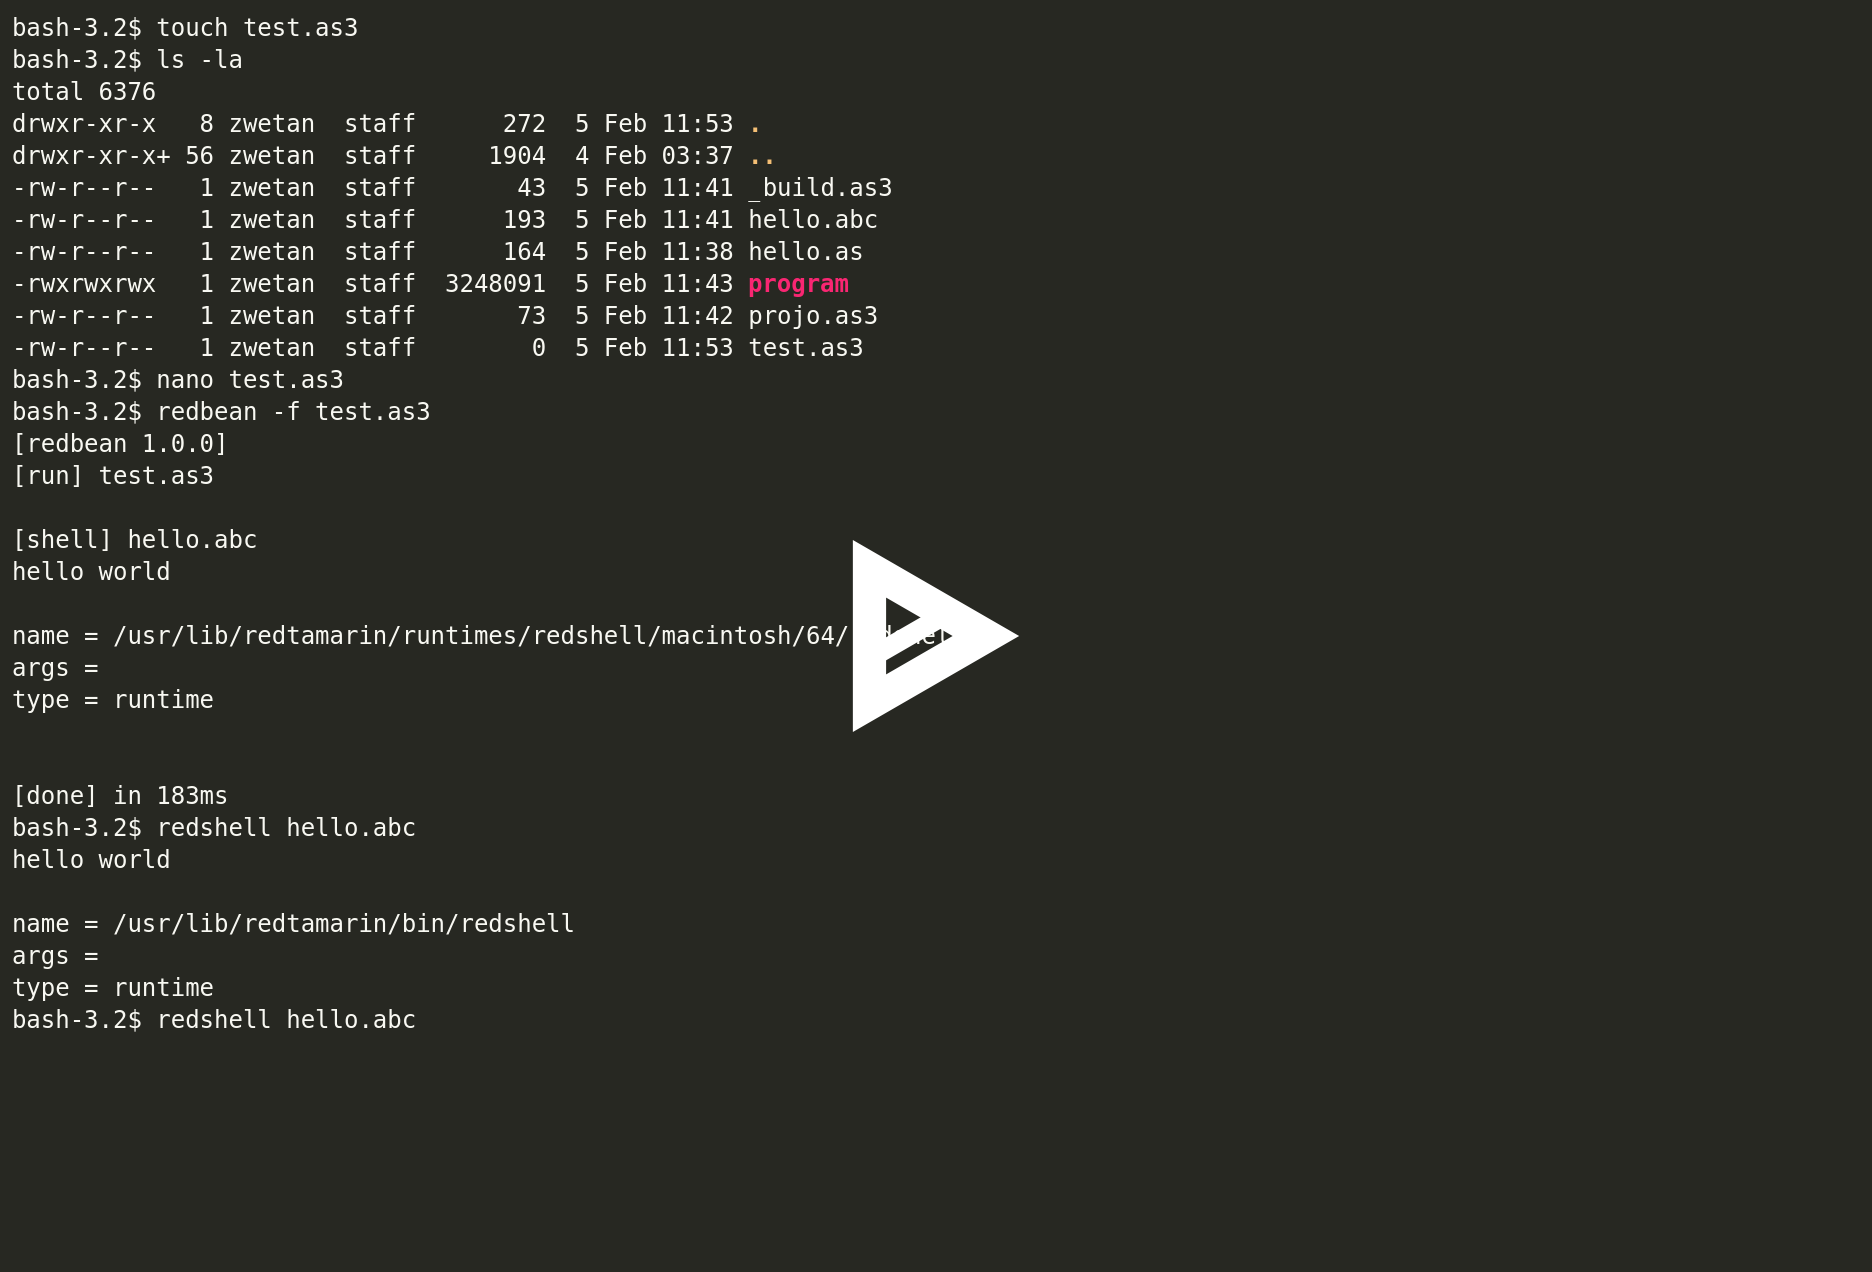 bash-3.2$ touch test.as3
bash-3.2$ ls -la
total 6376
drwxr-xr-x   8 zwetan  staff      272  5 Feb 11:53 .
drwxr-xr-x+ 56 zwetan  staff     1904  4 Feb 03:37 ..
-rw-r--r--   1 zwetan  staff       43  5 Feb 11:41 _build.as3
-rw-r--r--   1 zwetan  staff      193  5 Feb 11:41 hello.abc
-rw-r--r--   1 zwetan  staff      164  5 Feb 11:38 hello.as
-rwxrwxrwx   1 zwetan  staff  3248091  5 Feb 11:43 program
-rw-r--r--   1 zwetan  staff       73  5 Feb 11:42 projo.as3
-rw-r--r--   1 zwetan  staff        0  5 Feb 11:53 test.as3
bash-3.2$ nano test.as3
bash-3.2$ redbean -f test.as3
[redbean 1.0.0]
[run] test.as3
[shell] hello.abc
hello world
name = /usr/lib/redtamarin/runtimes/redshell/macintosh/64/
args =
type = runtime
[done] in 183ms
bash-3.2$ redshell hello.abc
hello world
name = /usr/lib/redtamarin/bin/redshell
args =
type = runtime
bash-3.2$ redshell hello.abc